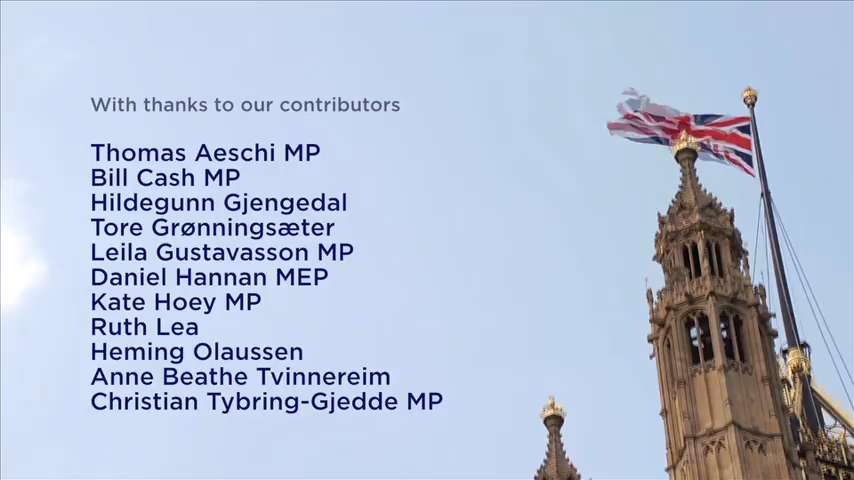 With thanks to our contributors
Thomas Aeschi MP
Bill Cash MP
Hildegunn Gjengedal
Tore Grønningsæter
Leila Gustavasson MP
Daniel Hannan MEP
Kate Hoey MP
Ruth Lea
Heming Olaussen
Anne Beathe Tvinnereim
Christian Tybring-Gjedde MP